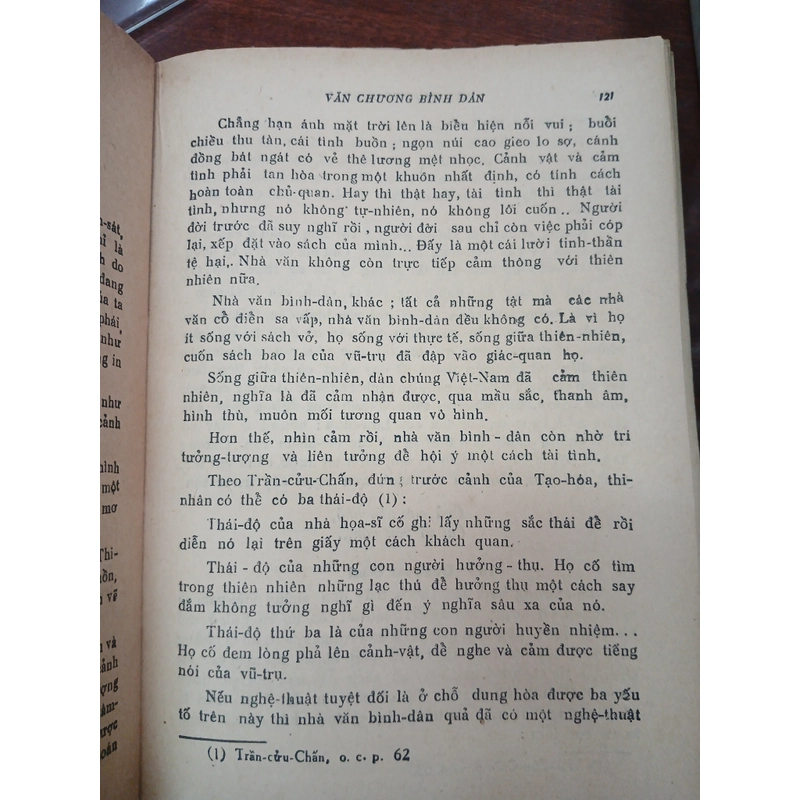 VĂN CHƯƠNG BÌNH DÂN 121
Chẳng hạn ánh mặt trời lên là biểu hiện nỗi vui ; buổi
chiều thu tàn, cái tình buồn ; ngọn núi cao gieo lo sợ, cánh
đồng bát ngát có vẻ thê lương mệt nhọc. Cảnh vật và cảm
tình phải tan hòa trong một khuôn nhất định, có tính cách
hoàn toàn chủ-quan. Hay thì thật hay, tài tình thì thật tài
tình, nhưng nó không tự-nhiên, nó không lôi cuốn .. Người
đời trước đã suy nghĩ rồi , người đời sau chỉ còn việc phải cóp
lại, xếp đặt vào sách của mình... Đấy là một cái lười tinh-thần
tệ hại.. Nhà văn không còn trực tiếp cảm thông với thiên
nhiên nữa.
Nhà văn bình-dân, khác ; tất cả những tật mà các nhà
văn cổ điển sa vấp, nhà văn bình-dân đều không có. Là vì họ
ít sống với sách vở, họ sống với thực tế, sống giữa thiên-nhiên,
cuốn sách bao la của vũ-trụ đã đập vào giác-quan họ.
Sống giữa thiên-nhiên, dân chúng Việt-Nam đã cảm thiên
nhiên, nghĩa là đã cảm nhận được, qua mầu sắc, thanh âm,
hình thù, muôn mối tương quan vô hình.
Hơn thế, nhìn cảm rồi, nhà văn bình - dân còn nhờ trí
tưởng-tượng và liên tưởng để hội ý một cách tài tình.
Theo Trần-cửu-Chấn, đứng trước cảnh của Tạo-hóa, thi-
nhân có thể có ba thái-độ (1) :
Thái-độ của nhà họa-sĩ cố ghi lấy những sắc thái để rồi
diễn nó lại trên giấy một cách khách quan.
Thái - độ của những con người hưởng - thụ. Họ cố tìm
trong thiên nhiên những lạc thú để hưởng thụ một cách say
đắm không tưởng nghĩ gì đến ý nghĩa sâu xa của nó.
Thái-độ thứ ba là của những con người huyền nhiệm...
Họ cố đem lòng phả lên cảnh-vật, để nghe và cảm được tiếng
nói của vũ-trụ.
Nếu nghệ-thuật tuyệt đối là ở chỗ dung hòa được ba yếu
tố trên này thì nhà văn bình-dân quả đã có một nghệ-thuật
(1) Trần-cửu-Chấn, o. c. p. 62